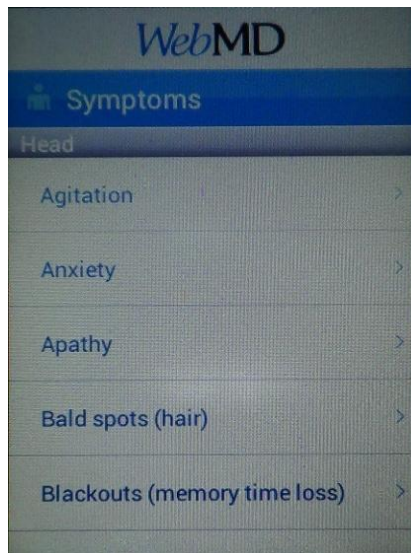 WebMD
Symptoms
Head
Agitation
Anxiety
Apathy
Bald spots (hair)
Blackouts (memory time loss)